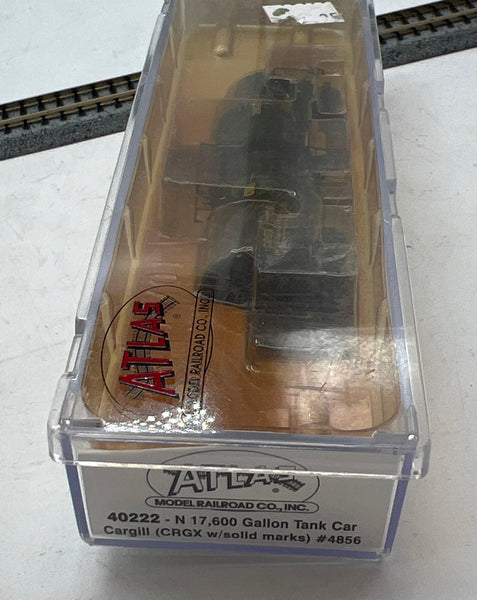 ATLAS
®
RAILROAD CO., INC.
ATLAS
®
MODEL RAILROAD CO., INC.
40222 - N 17,600 Gallon Tank Car
Cargill (CRGX w/solid marks) #4856